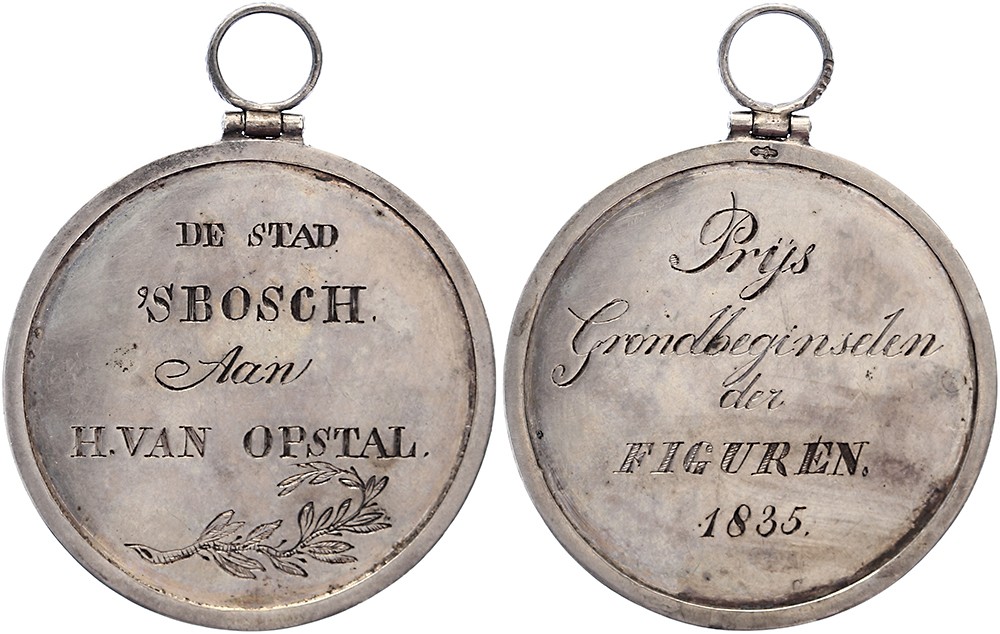 DE STAD
'SBOSCH.
Aan
H. VAN OPSTAL.
Prijs
Grondbeginselen
der
FIGUREN.
1835.